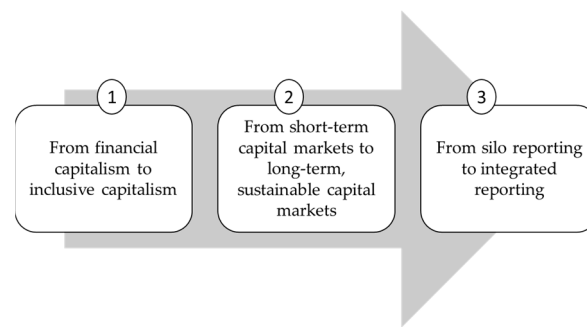 1
From financial
capitalism to
inclusive capitalism
2
From short-term
capital markets to
long-term,
sustainable capital
markets
3
From silo reporting
to integrated
reporting